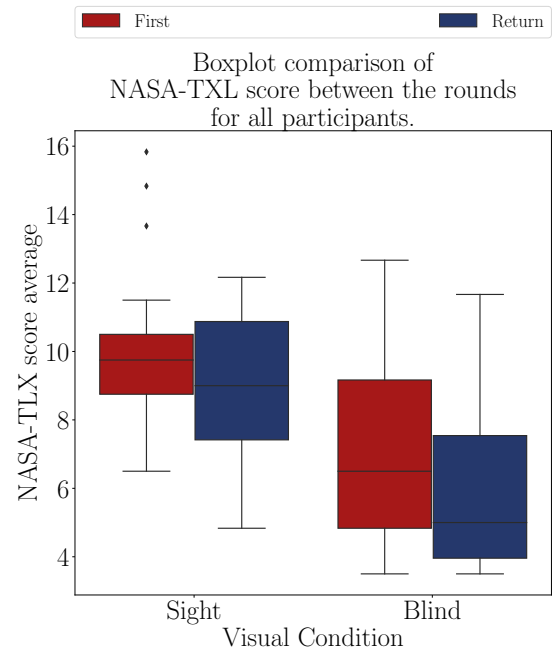 First
Return
Boxplot comparison of
NASA-TXL score between the rounds
for all participants.
16
14
12
10
8
6
4
NASA-TLX score average
Sight
Blind
Visual Condition